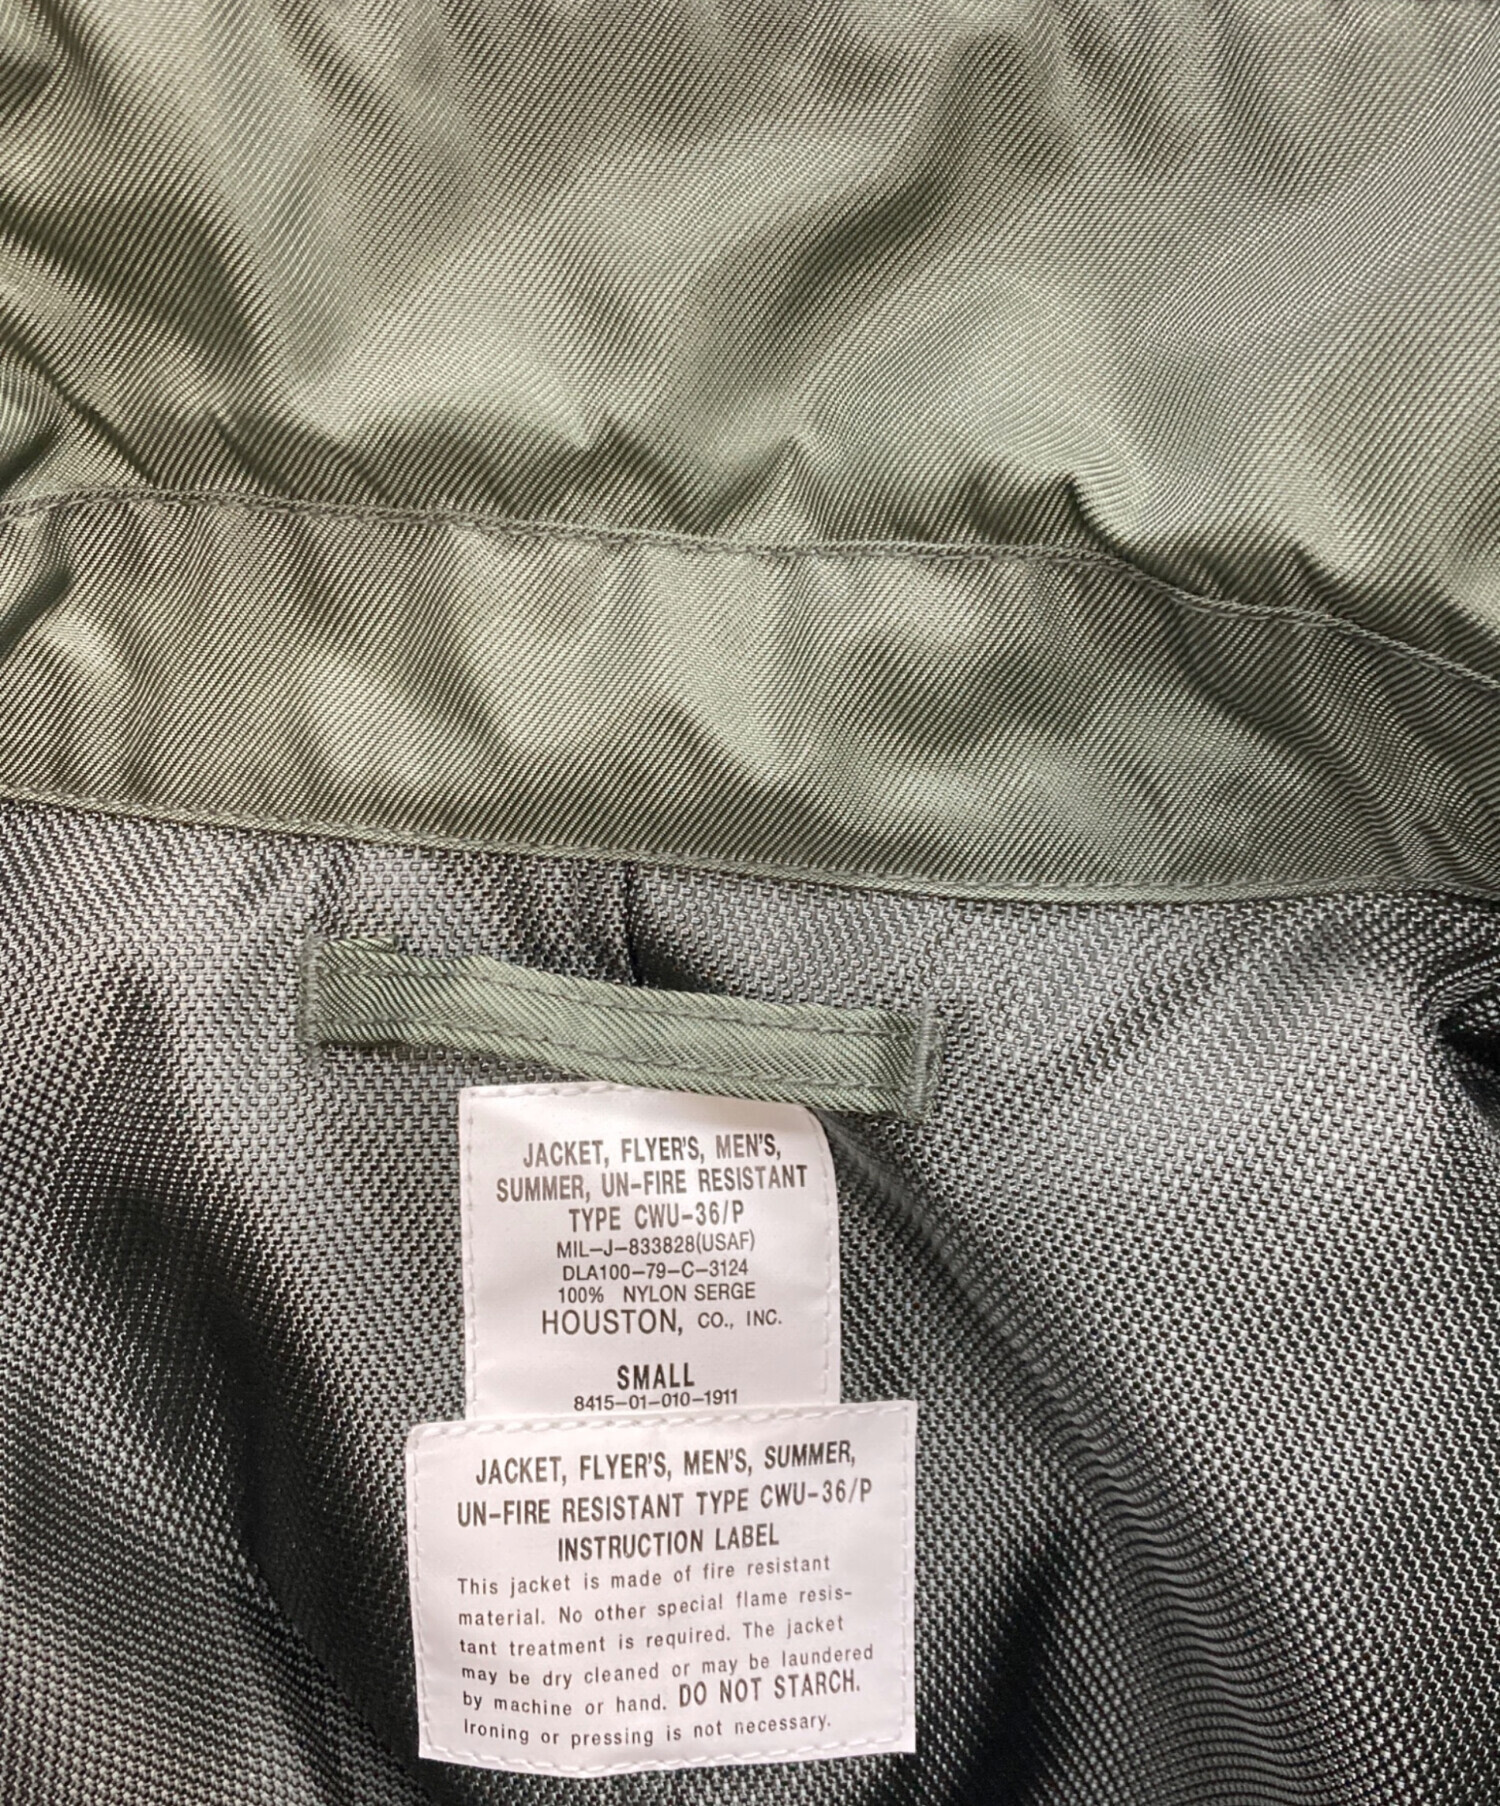 JACKET, FLYER'S, MEN'S,
SUMMER, UN-FIRE RESISTANT
TYPE CWU-36/P
MIL-J-833828(USAF)
DLA100-79-C-3124
100% NYLON SERGE
HOUSTON, CO., INC.
SMALL
8415-01-010-1911
JACKET, FLYER'S, MEN'S, SUMMER,
UN-FIRE RESISTANT TYPE CWU-36/P
INSTRUCTION LABEL
This jacket is made of fire resistant
material. No other special flame resis-
tant treatment is required. The jacket
may be dry cleaned or may be laundered
by machine or hand. DO NOT STARCH.
Ironing or pressing is not necessary.